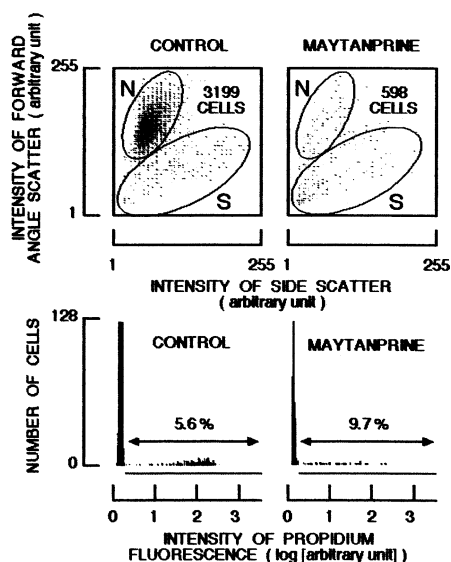 CONTROL MAYTANPRINE
INTENSITY OF FORWARD
ANGLE SCATTER (arbitrary unit)
255
1
N
3199
CELLS
S
N
598
CELLS
S
1 255 1 255
INTENSITY OF SIDE SCATTER
(arbitrary unit)
NUMBER OF CELLS
128
0
CONTROL
5.6 %
MAYTANPRINE
9.7 %
0 1 2 3 0 1 2 3
INTENSITY OF PROPIDIUM
FLUORESCENCE (log [arbitrary unit])